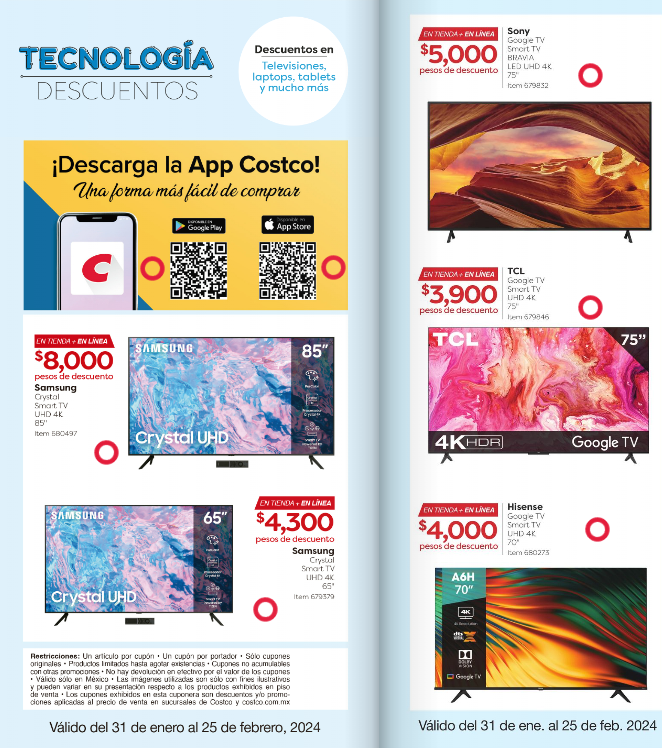 TECNOLOGÍA
DESCUENTOS
Descuentos en
Televisiones,
laptops, tablets
y mucho más
¡Descarga la App Costco!
Una forma más fácil de comprar
DISPONIBLE EN
Google Play
Disponible en
App Store
EN TIENDA + EN LÍNEA
$8,000
pesos de descuento
Samsung
Crystal
Smart TV
UHD 4K
85"
Item 680497
SAMSUNG
85"
Crystal UHD
SAMSUNG
65"
Crystal UHD
EN TIENDA + EN LÍNEA
$4,300
pesos de descuento
Samsung
Crystal
Smart TV
UHD 4K
65"
Item 679379
Restricciones: Un artículo por cupón • Un cupón por portador • Sólo cupones
originales • Productos limitados hasta agotar existencias • Cupones no acumulables
con otras promociones • No hay devolución en efectivo por el valor de los cupones
• Válido sólo en México • Las imágenes utilizadas son sólo con fines ilustrativos
y pueden variar en su presentación respecto a los productos exhibidos en piso
de venta • Los cupones exhibidos en esta cuponera son descuentos y/o promo-
ciones aplicadas al precio de venta en sucursales de Costco y costco.com.mx
Válido del 31 de enero al 25 de febrero, 2024
EN TIENDA + EN LÍNEA
$5,000
pesos de descuento
Sony
Google TV
Smart TV
BRAVIA
LED UHD 4K
75"
Item 679832
EN TIENDA + EN LÍNEA
$3,900
pesos de descuento
TCL
Google TV
Smart TV
UHD 4K
75"
Item 679846
TCL
75"
4K HDR
Google TV
EN TIENDA + EN LÍNEA
$4,000
pesos de descuento
Hisense
Google TV
Smart TV
UHD 4K
70"
Item 680273
A6H
70"
4K
dts X
DOLBY
VISION
Google TV
Válido del 31 de ene. al 25 de feb. 2024